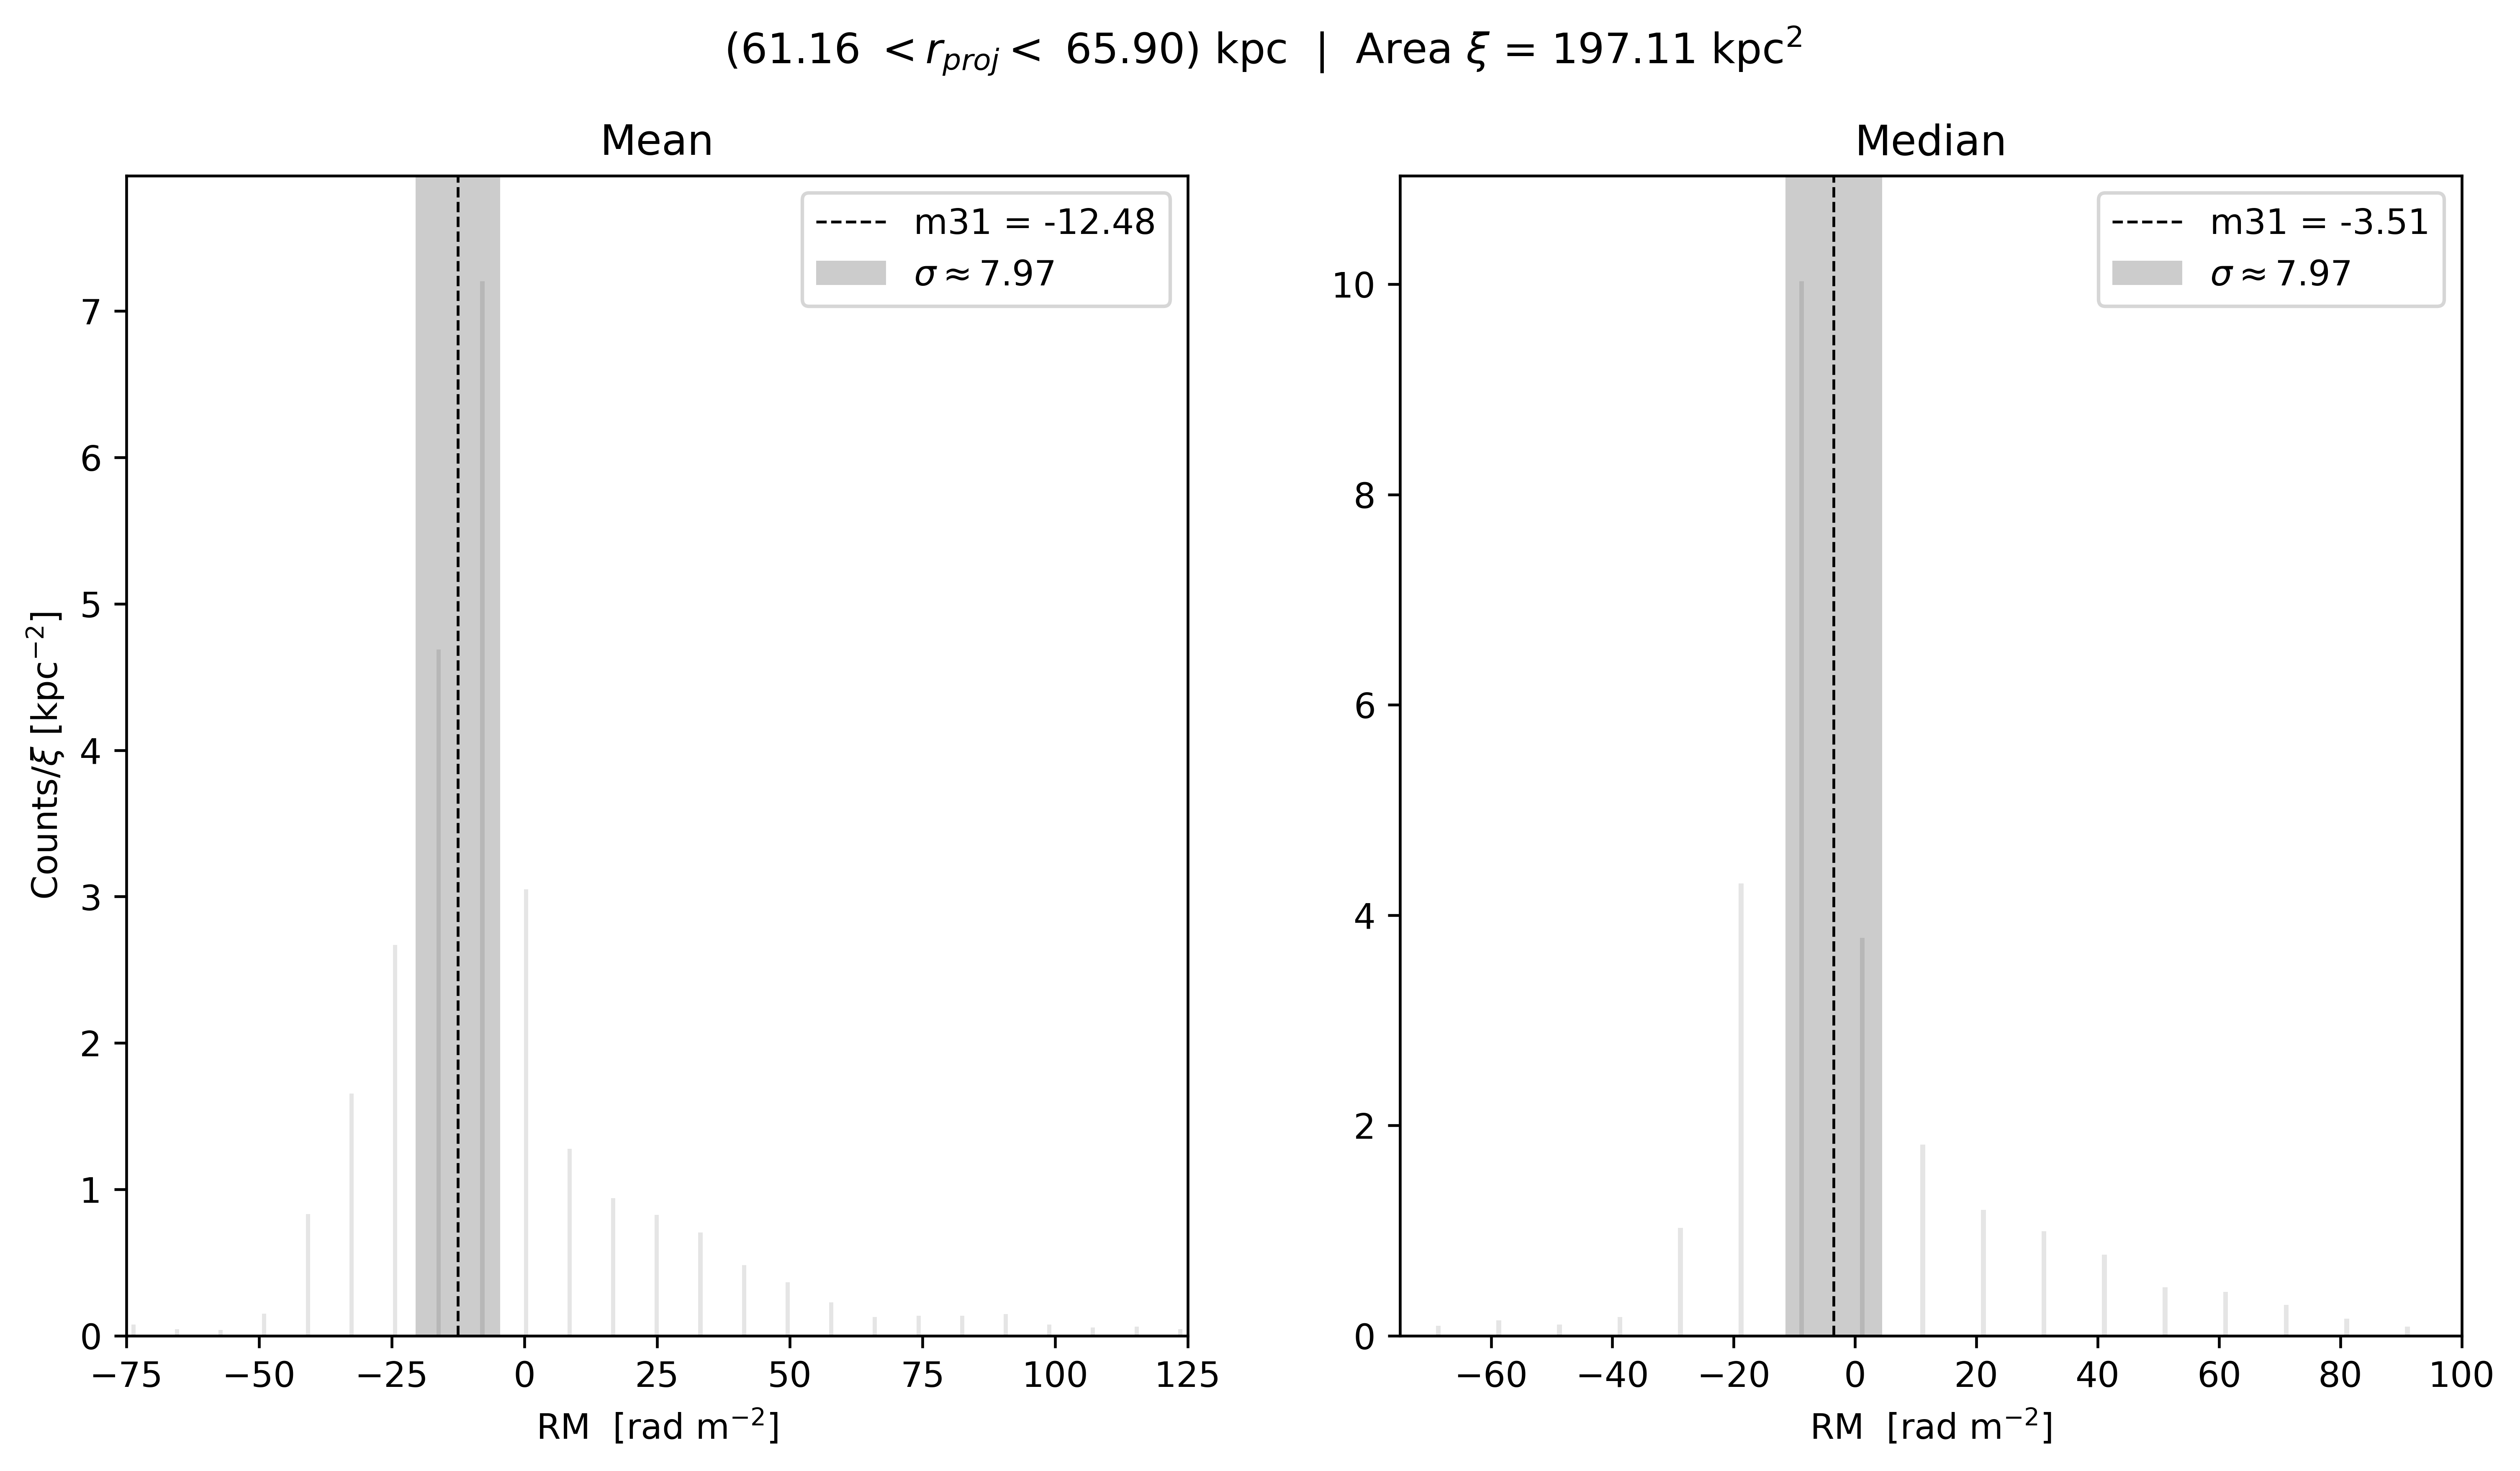 (61.16 < r_proj < 65.90) kpc | Area ξ = 197.11 kpc²
Mean
m31 = -12.48
σ ≈ 7.97
Counts/ξ [kpc⁻²]
7
6
5
4
3
2
1
0
−75 −50 −25 0 25 50 75 100 125
RM [rad m⁻²]
Median
m31 = -3.51
σ ≈ 7.97
10
8
6
4
2
0
−60 −40 −20 0 20 40 60 80 100
RM [rad m⁻²]